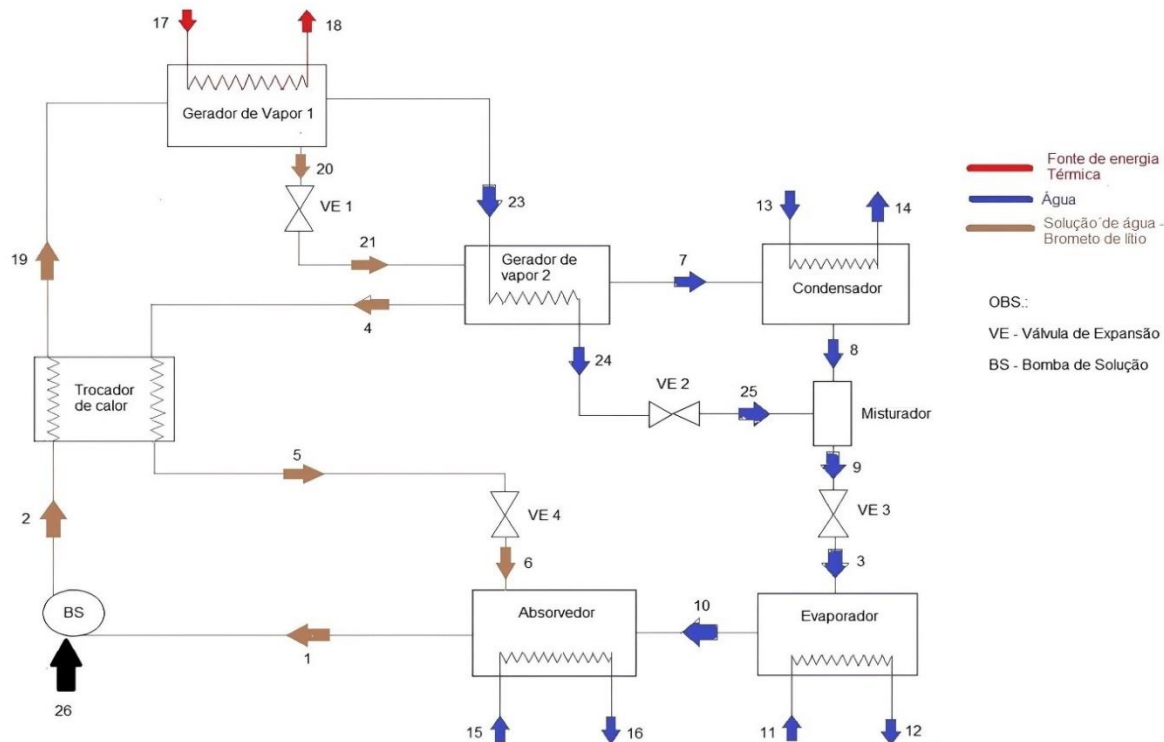 17
18
Gerador de Vapor 1
20
VE 1
23
13
14
Fonte de energia
Térmica
Água
Solução de água -
Brometo de lítio
19
21
Gerador de
vapor 2
7
Condensador
4
OBS.:
VE - Válvula de Expansão
BS - Bomba de Solução
24
8
Trocador
de calor
VE 2
25
Misturador
5
9
2
VE 4
VE 3
6
3
BS
Absorvedor
10
Evaporador
1
26
15
16
11
12